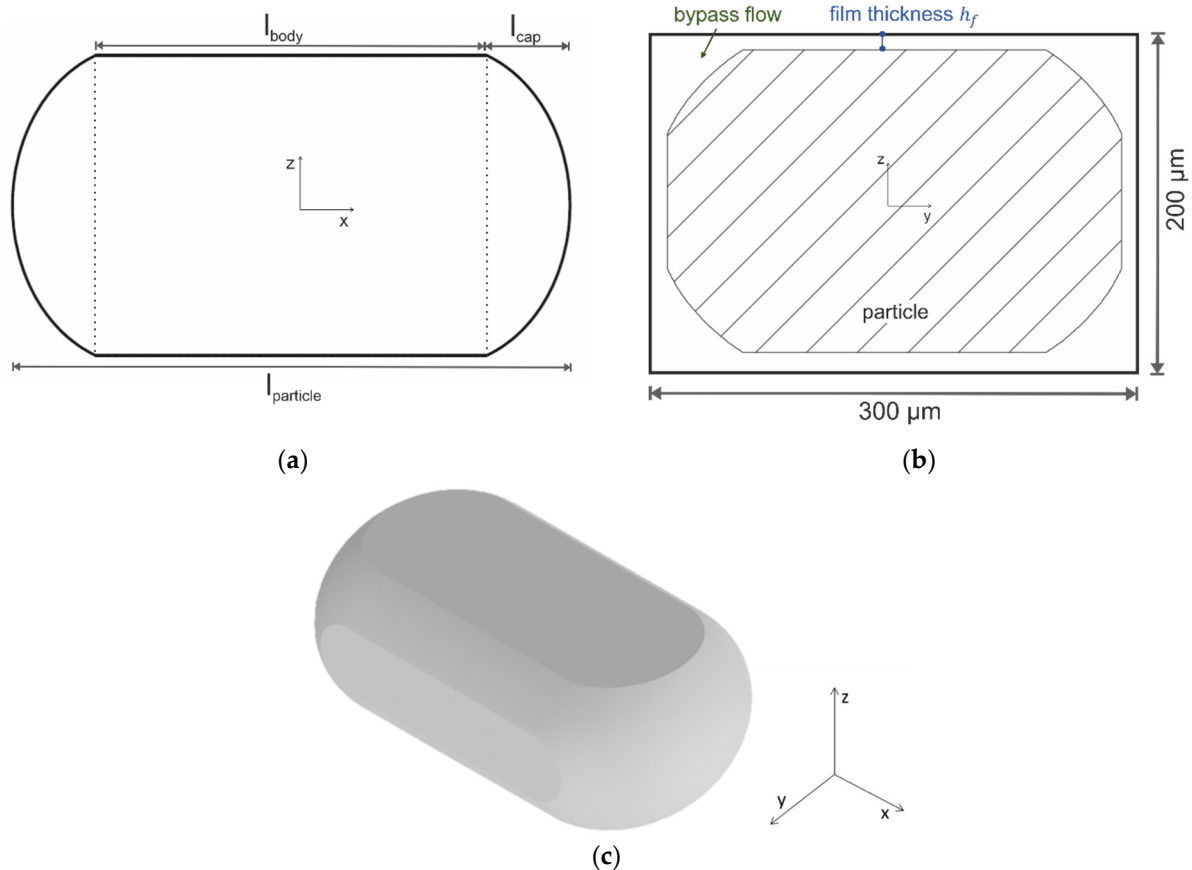 l_body
l_cap
z
x
l_particle
(a)
bypass flow
film thickness h_f
z
y
particle
200 µm
300 µm
(b)
z
y
x
(c)